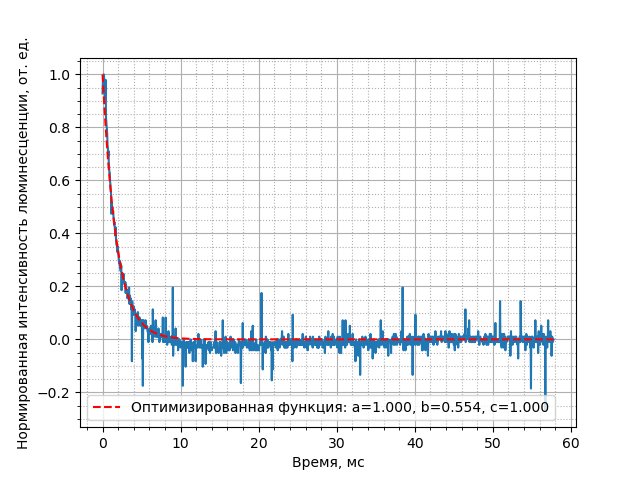 Нормированная интенсивность люминесценции, от. ед.
1.0
0.8
0.6
0.4
0.2
0.0
−0.2
Оптимизированная функция: a=1.000, b=0.554, c=1.000
0 10 20 30 40 50 60
Время, мс